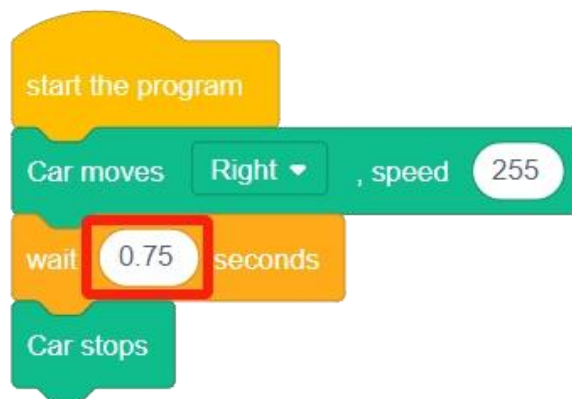 start the program
Car moves Right , speed 255
wait 0.75 seconds
Car stops